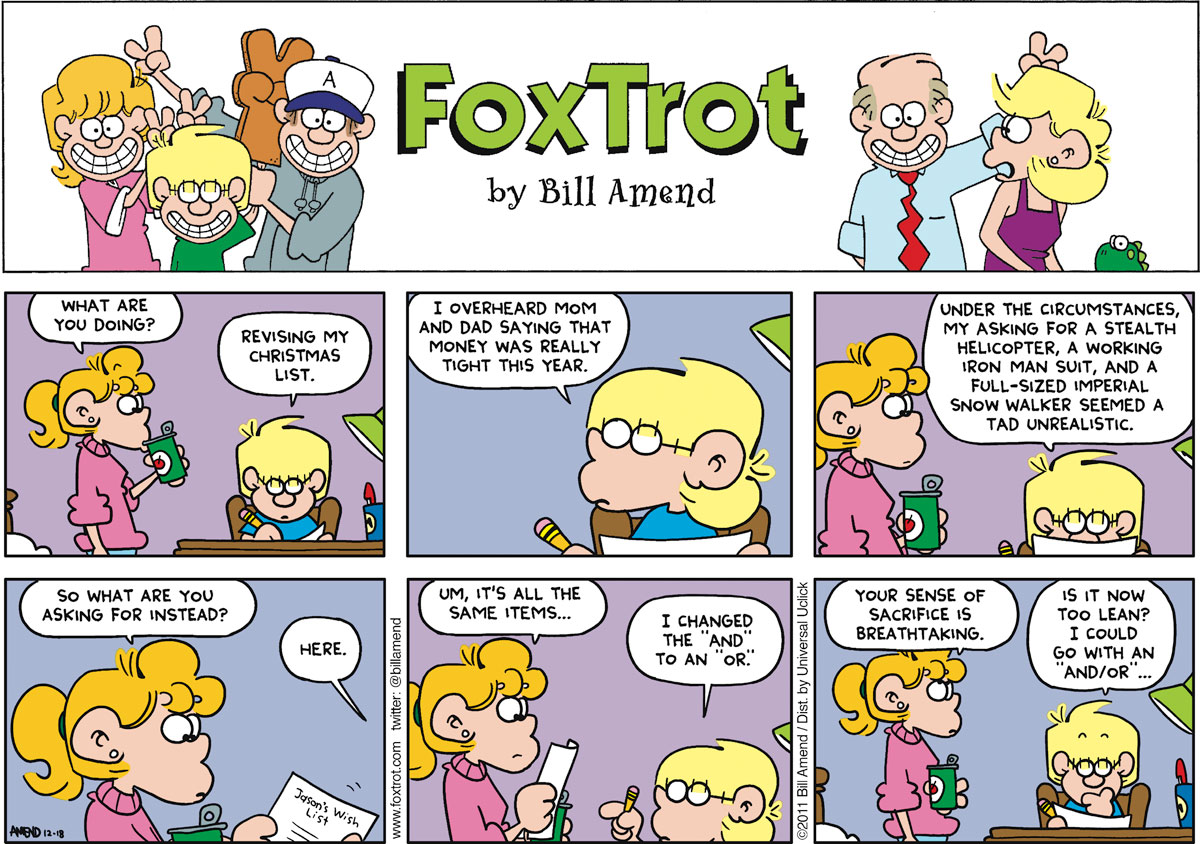 A
FOXTROT
by Bill Amend
WHAT ARE
YOU DOING?
REVISING MY
CHRISTMAS
LIST.
I OVERHEARD MOM
AND DAD SAYING THAT
MONEY WAS REALLY
TIGHT THIS YEAR.
UNDER THE CIRCUMSTANCES,
MY ASKING FOR A STEALTH
HELICOPTER, A WORKING
IRON MAN SUIT, AND A
FULL-SIZED IMPERIAL
SNOW WALKER SEEMED A
TAD UNREALISTIC.
SO WHAT ARE YOU
ASKING FOR INSTEAD?
HERE.
Jason's Wish
List
AMEND 12-18
www.foxtrot.com twitter: @billamend
UM, IT'S ALL THE
SAME ITEMS...
I CHANGED
THE "AND"
TO AN "OR."
©2011 Bill Amend / Dist. by Universal Uclick
YOUR SENSE OF
SACRIFICE IS
BREATHTAKING.
IS IT NOW
TOO LEAN?
I COULD
GO WITH AN
"AND/OR"...